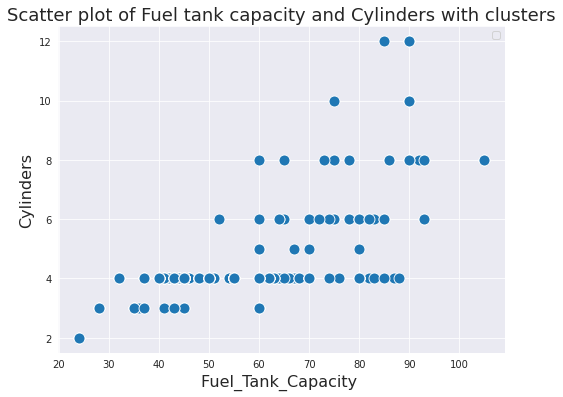 Scatter plot of Fuel tank capacity and Cylinders with clusters
12
10
8
6
4
2
Cylinders
20 30 40 50 60 70 80 90 100
Fuel_Tank_Capacity